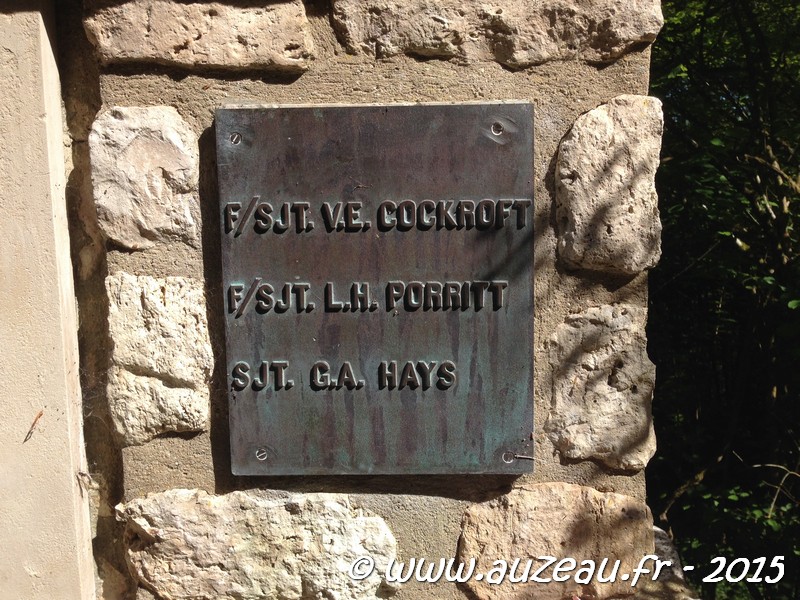 F/SJT. V.E. COCKROFT
F/SJT. L.H. PORRITT
SJT. G.A. HAYS
© www.auzeau.fr - 2015